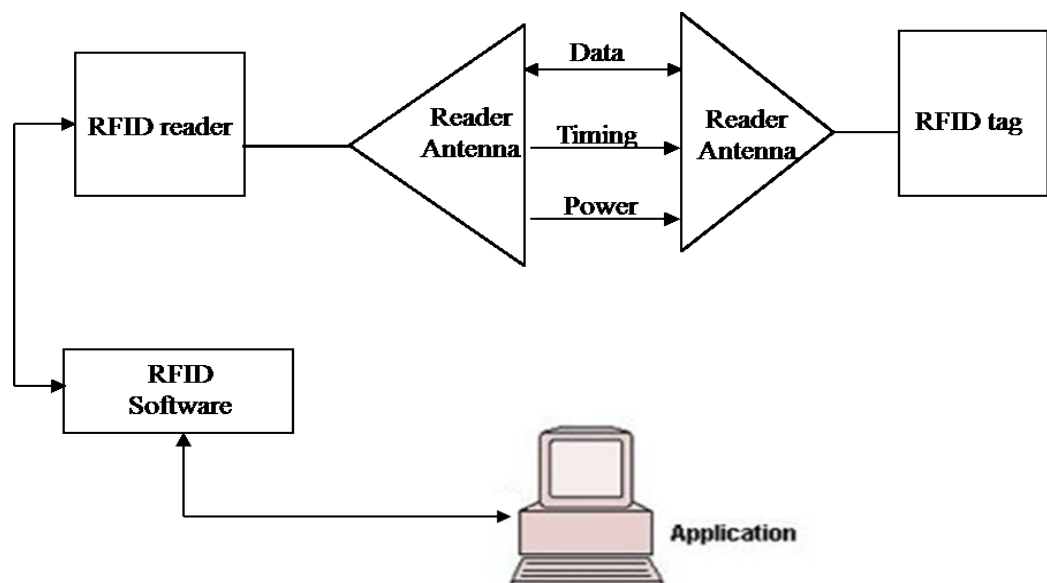 RFID reader
Reader
Antenna
Data
Timing
Power
Reader
Antenna
RFID tag
RFID
Software
Application